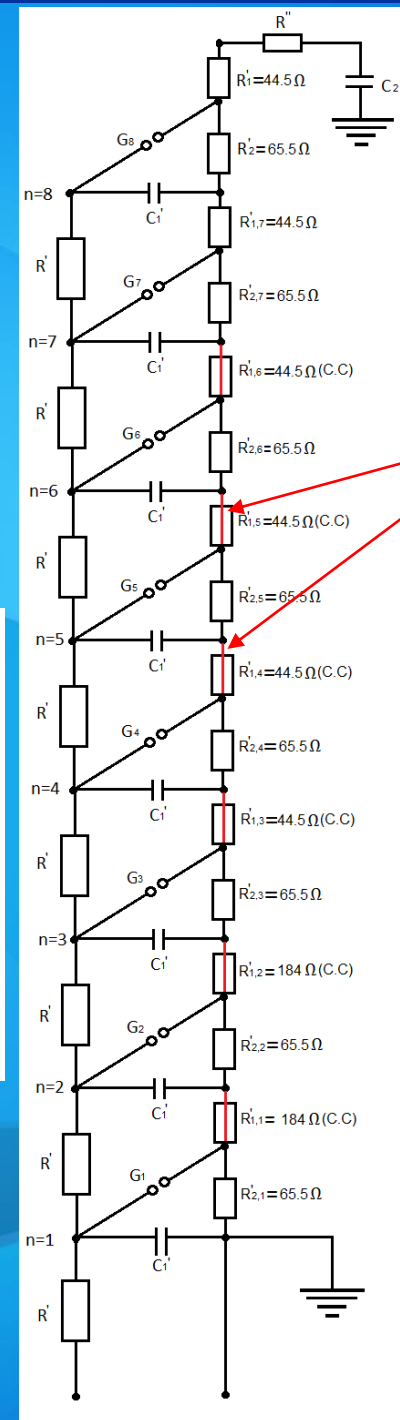 R''
R'1=44.5Ω
C2
G8
R'2=65.5Ω
n=8
C1'
R'1,7=44.5Ω
R'
G7
R'2,7=65.5Ω
n=7
C1'
R'1,6=44.5Ω(C.C)
R'
G6
R'2,6=65.5Ω
n=6
C1'
R'1,5=44.5Ω(C.C)
R'
G5
R'2,5=65.5Ω
n=5
C1'
R'1,4=44.5Ω(C.C)
R'
G4
R'2,4=65.5Ω
n=4
C1'
R'1,3=44.5Ω(C.C)
R'
G3
R'2,3=65.5Ω
n=3
C1'
R'1,2=184Ω(C.C)
R'
G2
R'2,2=65.5Ω
n=2
C1'
R'1,1= 184Ω(C.C)
R'
G1
R'2,1=65.5Ω
n=1
C1'
R'